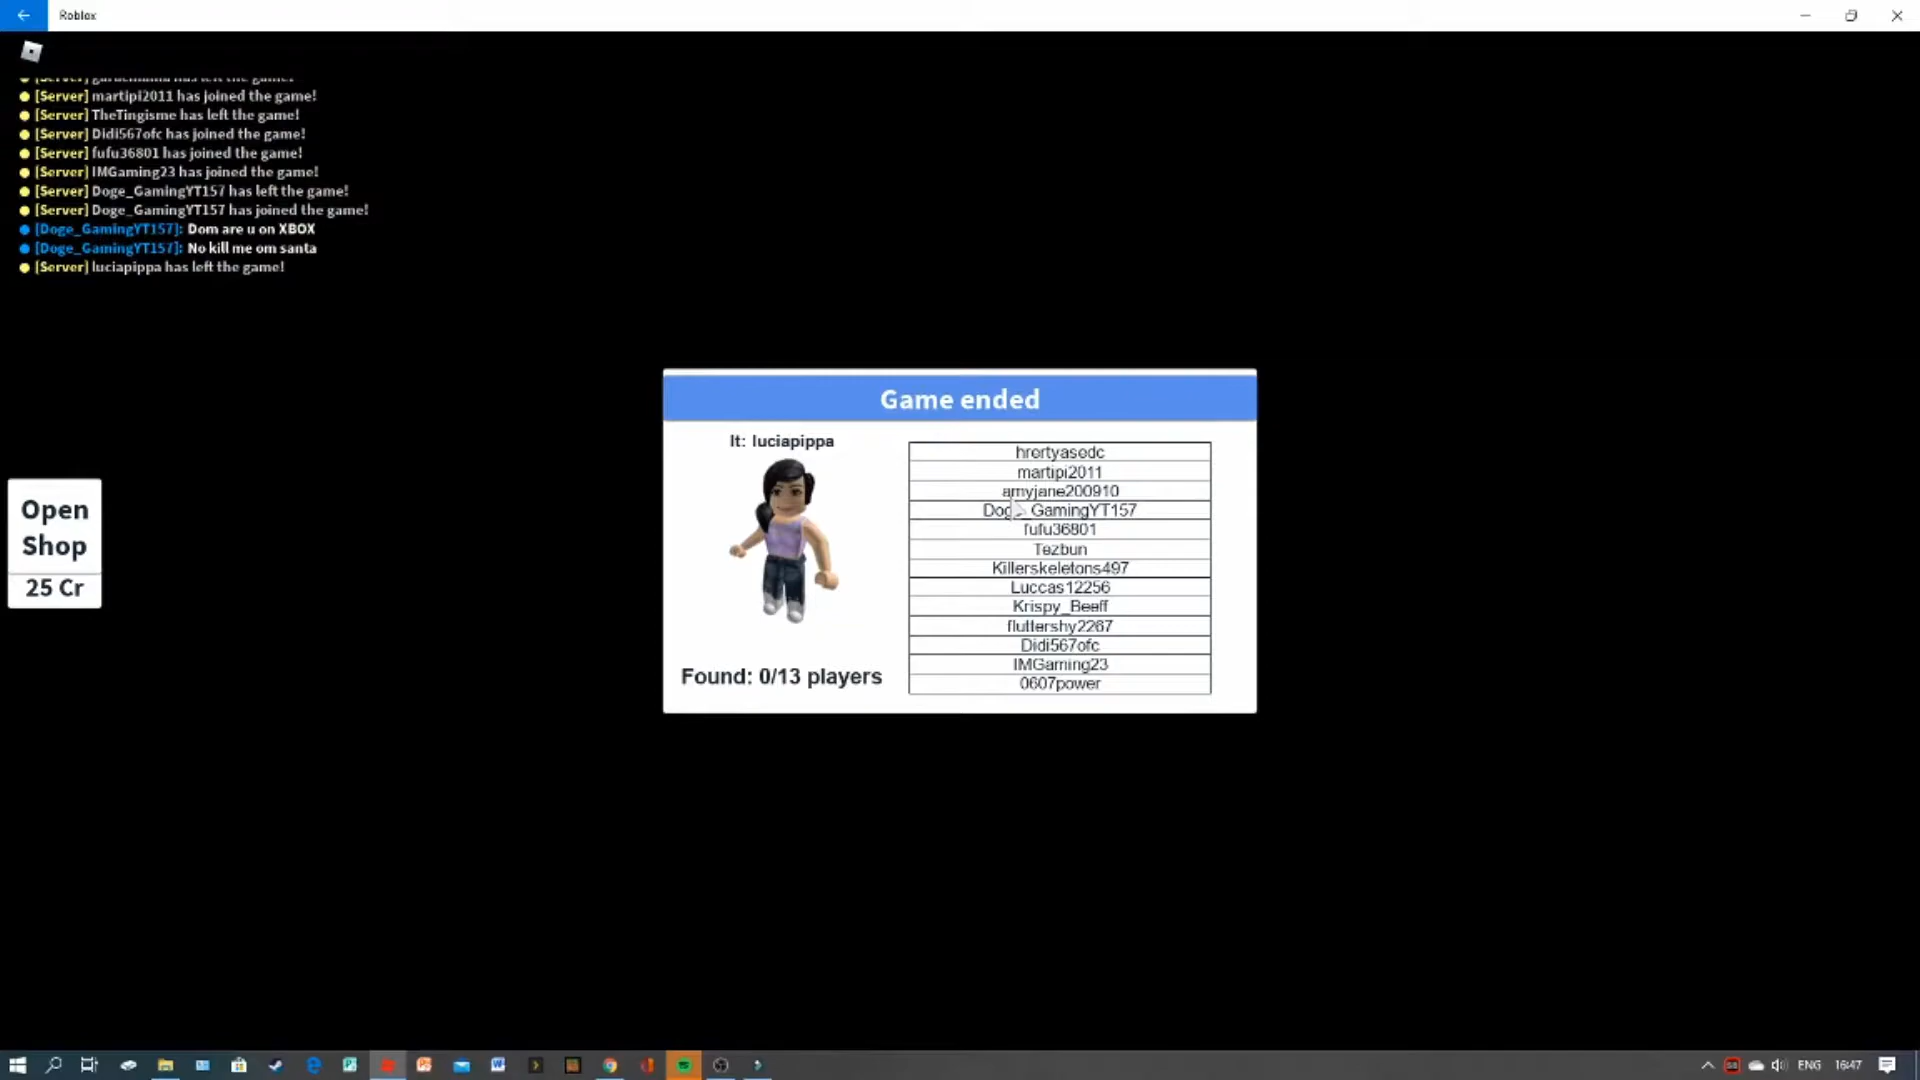 Roblox
[Server] martipi2011 has joined the game!
[Server] TheTingisme has left the game!
[Server] Didi567ofc has joined the game!
[Server] fufu36801 has joined the game!
[Server] IMGaming23 has joined the game!
[Server] Doge_GamingYT157 has left the game!
[Server] Doge_GamingYT157 has joined the game!
[Doge_GamingYT157]: Dom are u on XBOX
[Doge_GamingYT157]: No kill me om santa
[Server] luciapippa has left the game!
Game ended
It: luciapippa
hrertyasedc
martipi2011
amyjane200910
Doge_GamingYT157
fufu36801
Tezbun
Killerskeletons497
Luccas12256
Krispy_Beeff
fluttershy2267
Didi567ofc
IMGaming23
0607power
Found: 0/13 players
Open
Shop
25 Cr
ENG
16:47